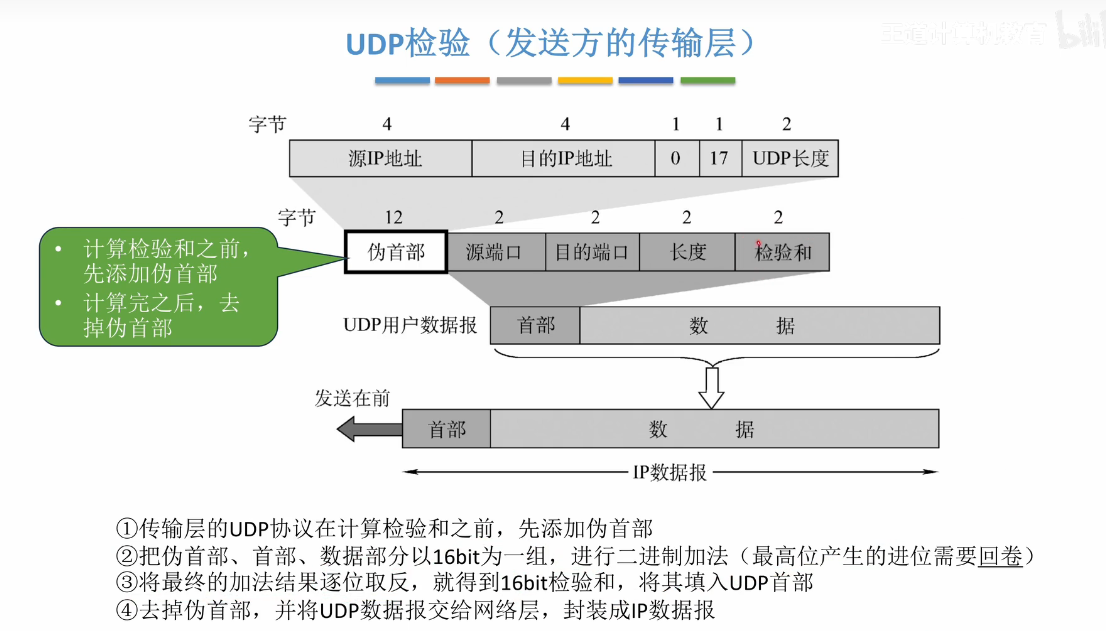 UDP检验（发送方的传输层）
王道计算机教育 bili
字节 4 4 1 1 2
源IP地址 目的IP地址 0 17 UDP长度
字节 12 2 2 2 2
伪首部 源端口 目的端口 长度 检验和
• 计算检验和之前，
先添加伪首部
• 计算完之后，去
掉伪首部
UDP用户数据报 首部 数 据
发送在前
首部 数 据
IP数据报
①传输层的UDP协议在计算检验和之前，先添加伪首部
②把伪首部、首部、数据部分以16bit为一组，进行二进制加法（最高位产生的进位需要回卷）
③将最终的加法结果逐位取反，就得到16bit检验和，将其填入UDP首部
④去掉伪首部，并将UDP数据报交给网络层，封装成IP数据报